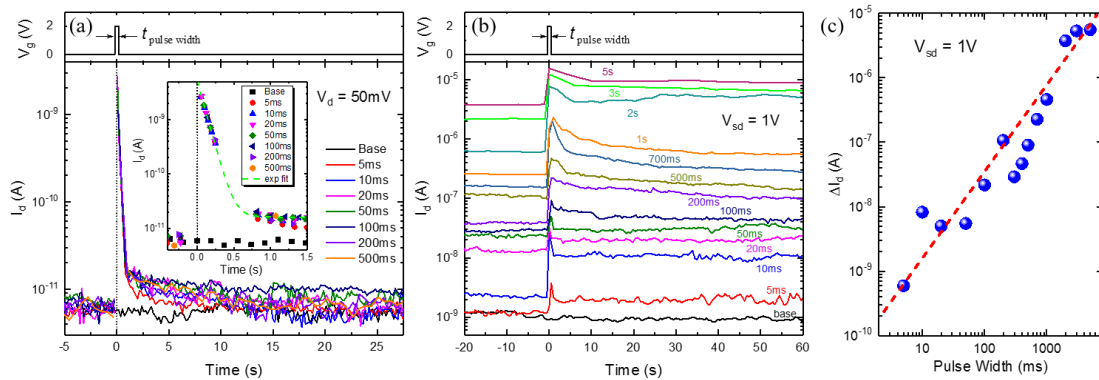 (a)
t pulse width
V_g (V)
2
0
V_d = 50mV
I_d (A)
10^-9
10^-10
10^-11
Base
5ms
10ms
20ms
50ms
100ms
200ms
500ms
-5 0 5 10 15 20 25
Time (s)
I_d (A)
10^-9
10^-10
10^-11
Base
5ms
10ms
20ms
50ms
100ms
200ms
500ms
exp fit
0.0 0.5 1.0 1.5
Time (s)
(b)
t pulse width
V_g (V)
2
0
I_d (A)
10^-5
10^-6
10^-7
10^-8
10^-9
5s
3s
2s
V_sd = 1V
1s
700ms
500ms
200ms
100ms
50ms
20ms
10ms
5ms
base
-20 -10 0 10 20 30 40 50 60
Time (s)
(c)
V_sd = 1V
ΔI_d (A)
10^-5
10^-6
10^-7
10^-8
10^-9
10^-10
10 100 1000
Pulse Width (ms)